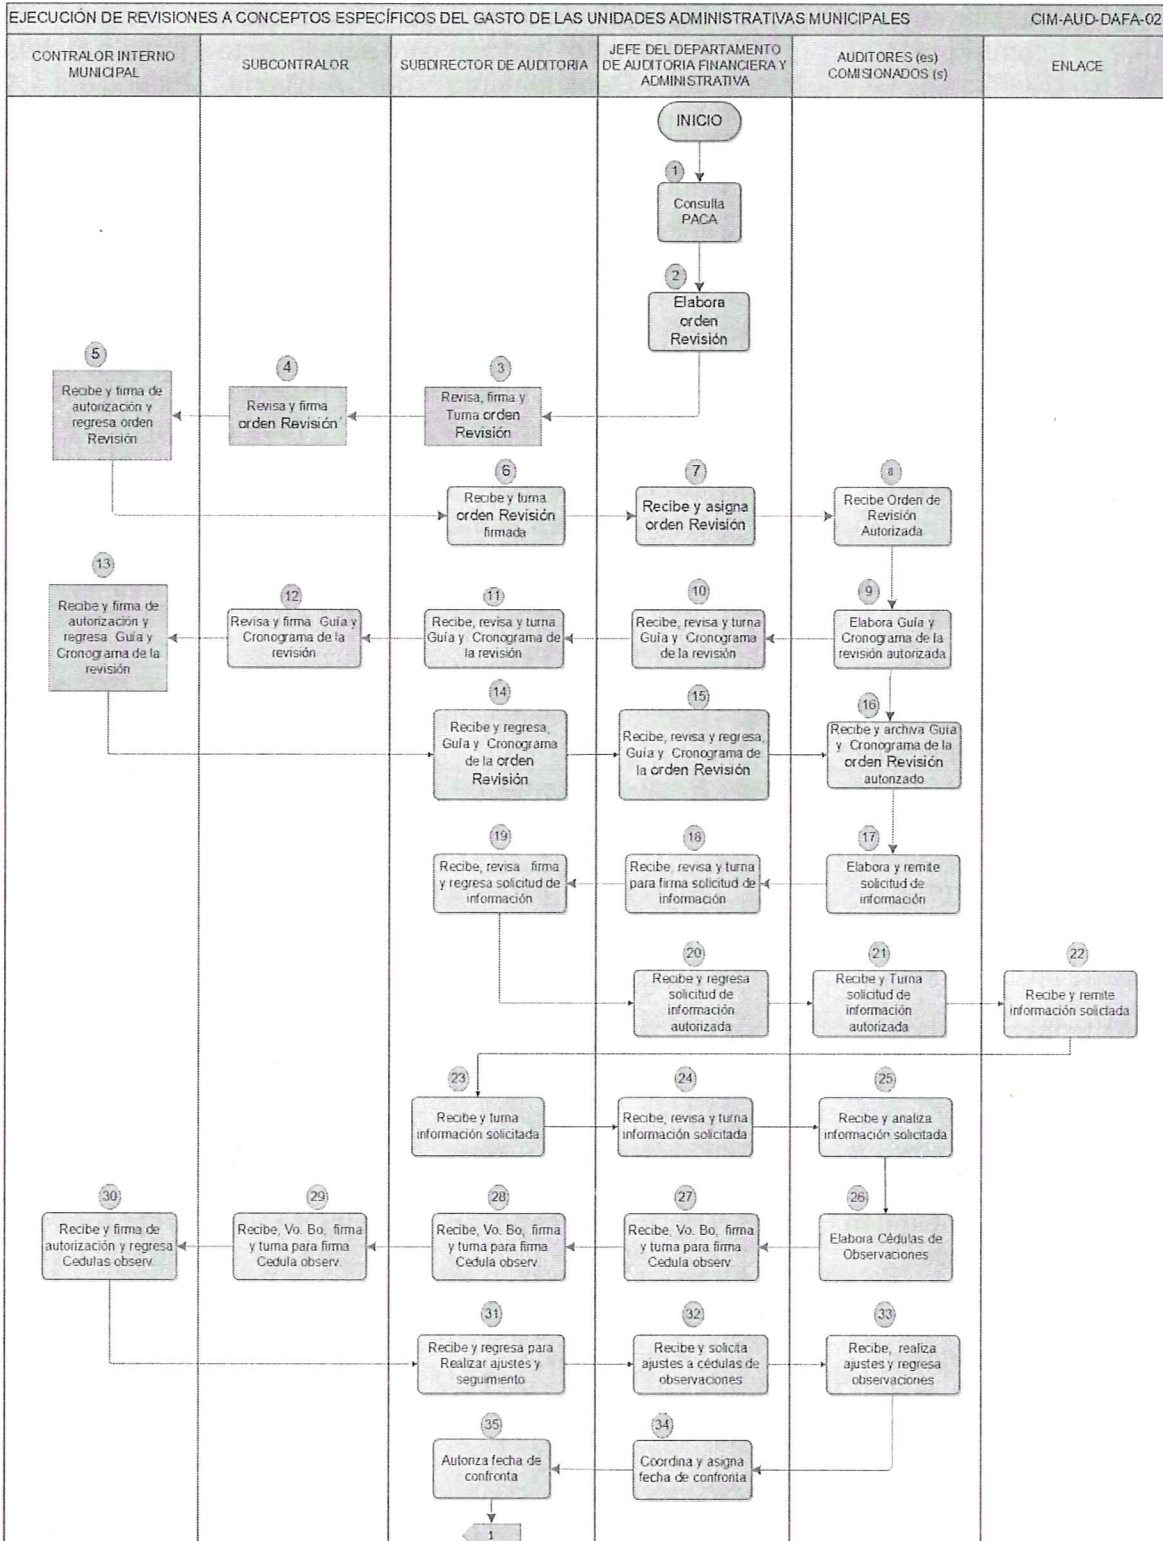 EJECUCIÓN DE REVISIONES A CONCEPTOS ESPECÍFICOS DEL GASTO DE LAS UNIDADES ADMINISTRATIVAS MUNICIPALES
CIM-AUD-DAFA-02
CONTRALOR INTERNO
MUNICIPAL
SUBCONTRALOR
SUBDIRECTOR DE AUDITORIA
JEFE DEL DEPARTAMENTO
DE AUDITORIA FINANCIERA Y
ADMINISTRATIVA
AUDITORES (es)
COMISIONADOS (s)
ENLACE
INICIO
1
Consulta
PACA
2
Elabora
orden
Revisión
3
Revisa, firma y
Turna orden
Revisión
4
Revisa y firma
orden Revisión
5
Recibe y firma de
autorización y
regresa orden
Revisión
6
Recibe y turna
orden Revisión
firmada
7
Recibe y asigna
orden Revisión
8
Recibe Orden de
Revisión
Autorizada
9
Elabora Guía y
Cronograma de la
revisión autorizada
10
Recibe, revisa y turna
Guía y Cronograma
de la revisión
11
Recibe, revisa y turna
Guía y Cronograma de
la revisión
12
Revisa y firma Guía y
Cronograma de la
revisión
13
Recibe y firma de
autorización y
regresa Guía y
Cronograma de la
revisión
14
Recibe y regresa,
Guía y Cronograma
de la orden
Revisión
15
Recibe, revisa y regresa,
Guía y Cronograma de
la orden Revisión
16
Recibe y archiva Guía
y Cronograma de la
orden Revisión
autorizado
17
Elabora y remite
solicitud de
información
18
Recibe, revisa y turna
para firma solicitud de
información
19
Recibe, revisa firma
y regresa solicitud de
información
20
Recibe y regresa
solicitud de
información
autorizada
21
Recibe y Turna
solicitud de
información
autorizada
22
Recibe y remite
información solicitada
23
Recibe y turna
información solicitada
24
Recibe, revisa y turna
información solicitada
25
Recibe y analiza
información solicitada
26
Elabora Cédulas de
Observaciones
27
Recibe, Vo. Bo, firma
y turna para firma
Cedula observ.
28
Recibe, Vo. Bo, firma
y turna para firma
Cedula observ.
29
Recibe, Vo. Bo, firma
y turna para firma
Cedula observ.
30
Recibe y firma de
autorización y regresa
Cedulas observ.
31
Recibe y regresa para
Realizar ajustes y
seguimiento
32
Recibe y solicita
ajustes a cédulas de
observaciones
33
Recibe, realiza
ajustes y regresa
observaciones
34
Coordina y asigna
fecha de confronta
35
Autoriza fecha de
confronta
1